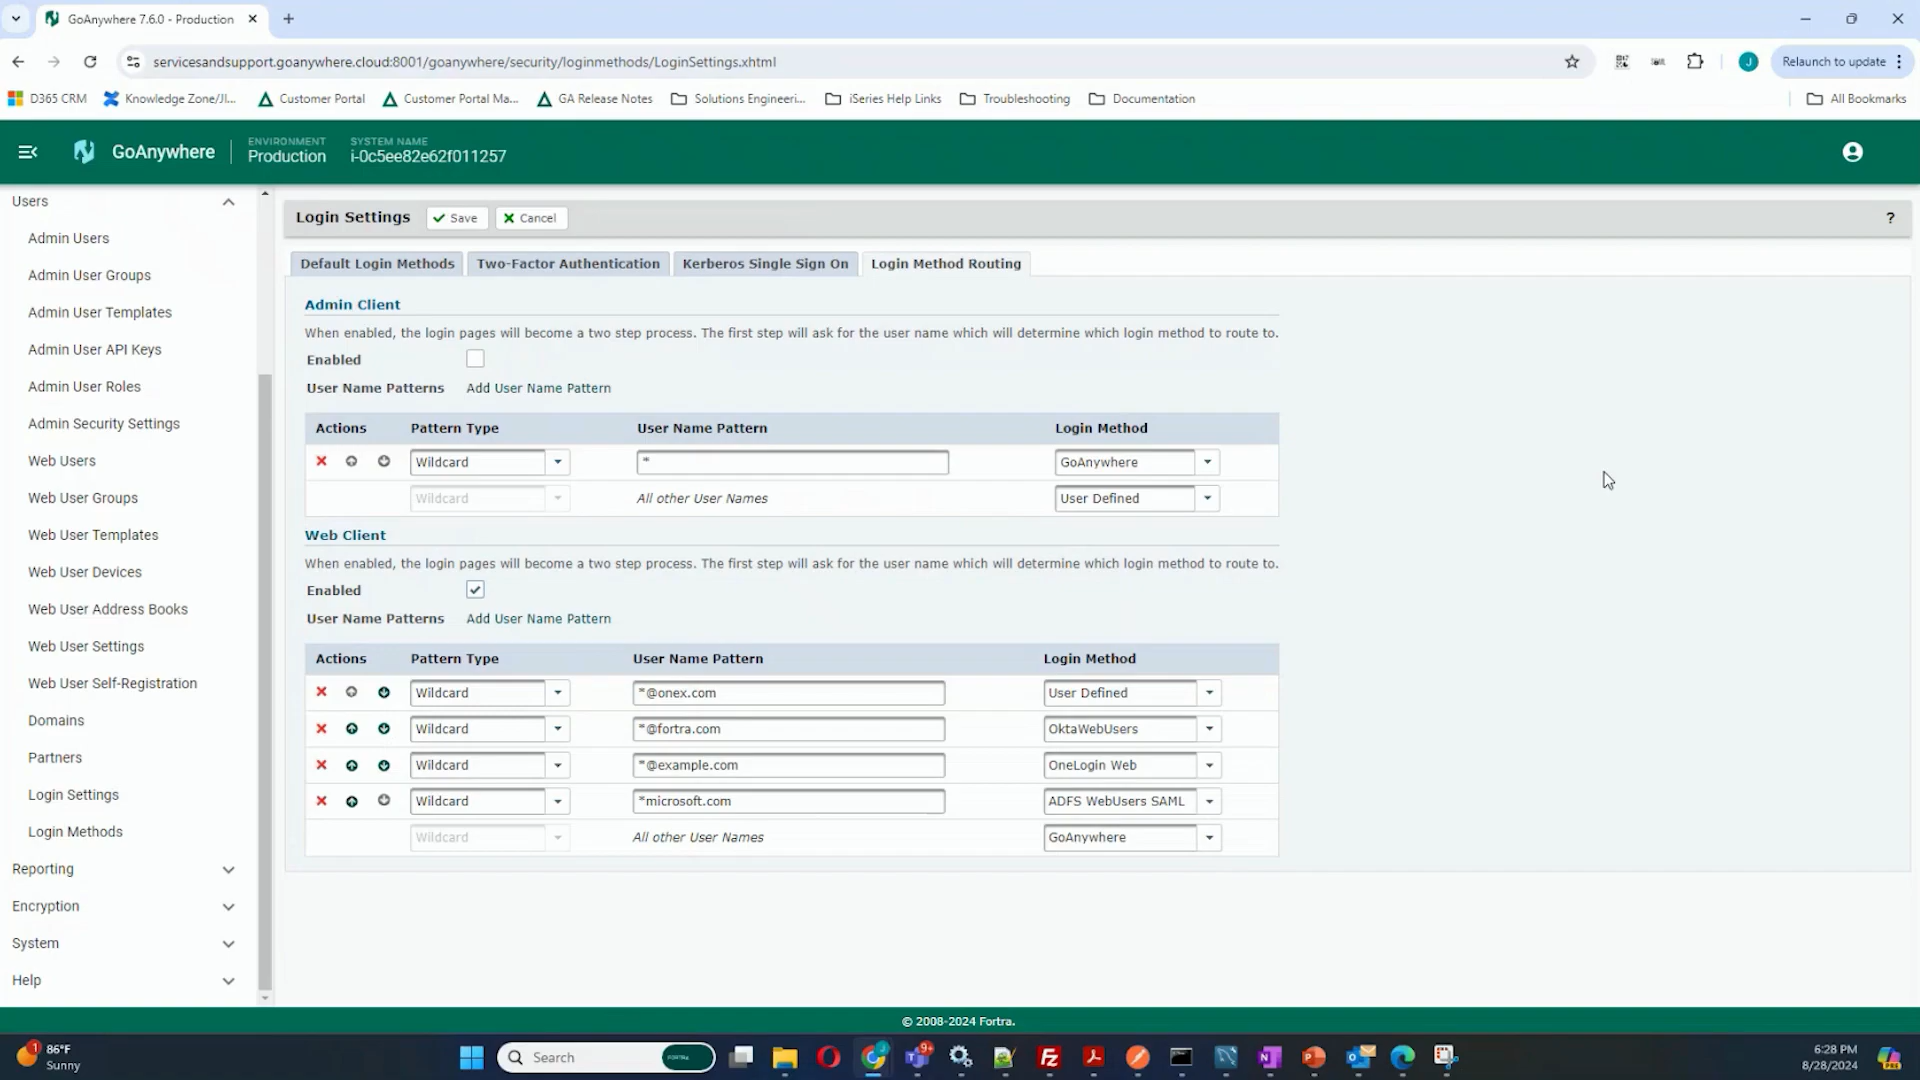 GoAnywhere 7.6.0 - Production
servicesandsupport.goanywhere.cloud:8001/goanywhere/security/loginmethods/LoginSettings.xhtml
J
Relaunch to update
D365 CRM
Knowledge Zone/JI...
Customer Portal
Customer Portal Ma...
GA Release Notes
Solutions Engineeri...
iSeries Help Links
Troubleshooting
Documentation
All Bookmarks
GoAnywhere
ENVIRONMENT
Production
SYSTEM NAME
i-0c5ee82e62f011257
Users
Admin Users
Admin User Groups
Admin User Templates
Admin User API Keys
Admin User Roles
Admin Security Settings
Web Users
Web User Groups
Web User Templates
Web User Devices
Web User Address Books
Web User Settings
Web User Self-Registration
Domains
Partners
Login Settings
Login Methods
Reporting
Encryption
System
Help
Login Settings
Save
Cancel
?
Default Login Methods
Two-Factor Authentication
Kerberos Single Sign On
Login Method Routing
Admin Client
When enabled, the login pages will become a two step process. The first step will ask for the user name which will determine which login method to route to.
Enabled
User Name Patterns Add User Name Pattern
Actions Pattern Type User Name Pattern Login Method
Wildcard * GoAnywhere
Wildcard All other User Names User Defined
Web Client
When enabled, the login pages will become a two step process. The first step will ask for the user name which will determine which login method to route to.
Enabled
User Name Patterns Add User Name Pattern
Actions Pattern Type User Name Pattern Login Method
Wildcard *@onex.com User Defined
Wildcard *@fortra.com OktaWebUsers
Wildcard *@example.com OneLogin Web
Wildcard *microsoft.com ADFS WebUsers SAML
Wildcard All other User Names GoAnywhere
© 2008-2024 Fortra.
1
86°F
Sunny
Search
FORTRA
9+
6:28 PM
8/28/2024